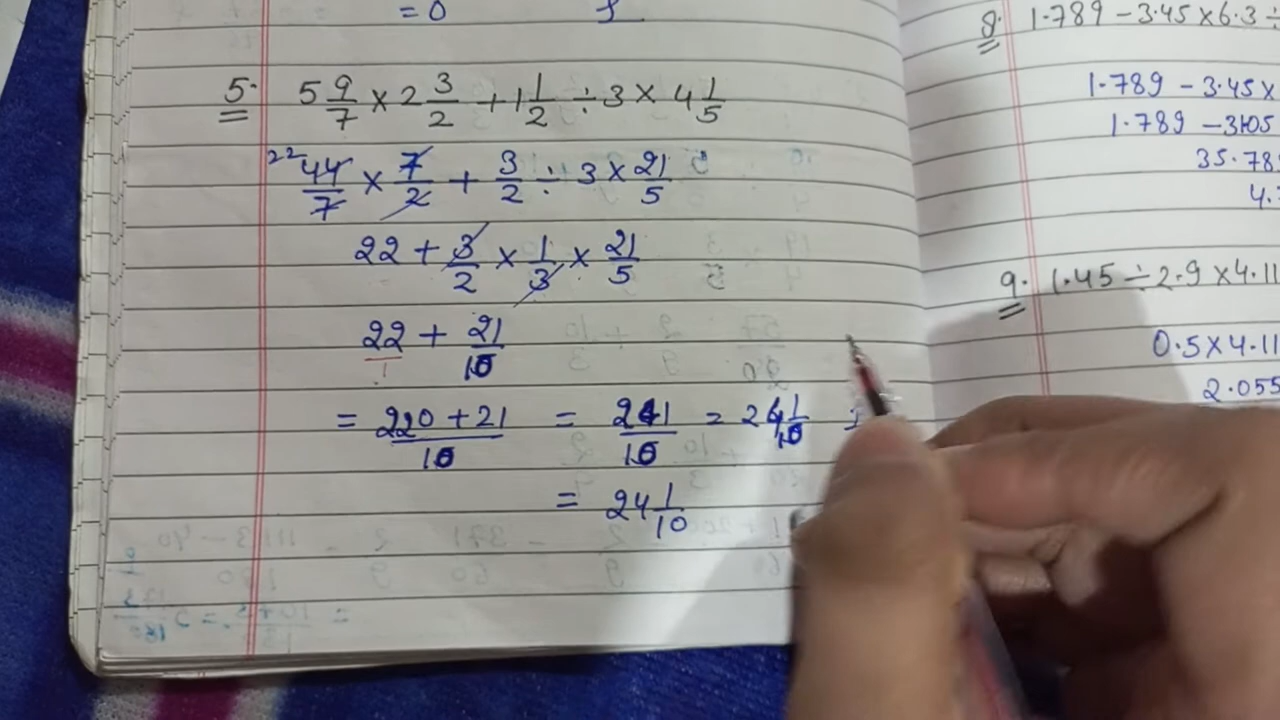 = 0
5. 5 9/7 × 2 3/2 + 1 1/2 ÷ 3 × 4 1/5
22 44/7 × 7/2 + 3/2 ÷ 3 × 21/5
22 + 3/2 × 1/3 × 21/5
22/1 + 21/10
= 220 + 21/10 = 241/10 = 24 1/10
= 24 1/10
8. 1.789 - 3.45 × 6.3 ÷
1.789 - 3.45 ×
1.789 - 3105
35.789
9. 1.45 ÷ 2.9 × 4.11
0.5 × 4.11
2.055